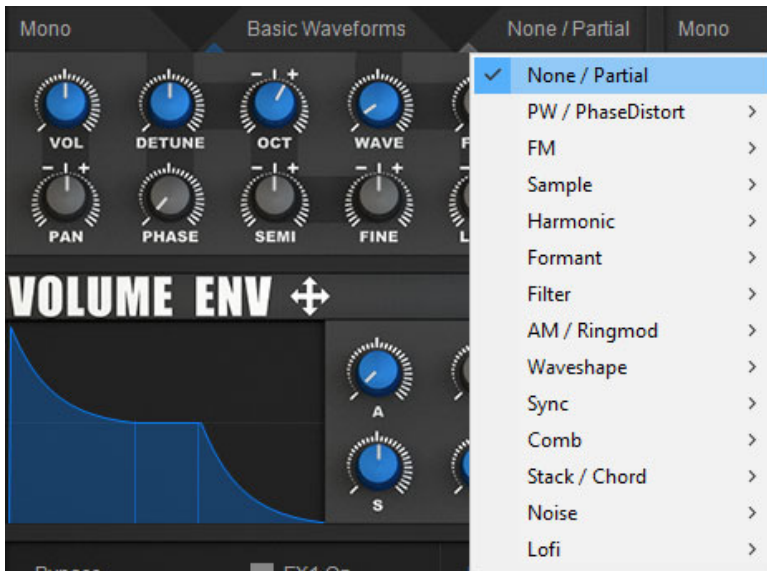 Mono Basic Waveforms None / Partial Mono
None / Partial
PW / PhaseDistort
FM
Sample
Harmonic
Formant
Filter
AM / Ringmod
Waveshape
Sync
Comb
Stack / Chord
Noise
Lofi
- I +
VOL DETUNE OCT WAVE
- I + - I + - I +
PAN PHASE SEMI FINE
VOLUME ENV
A
S